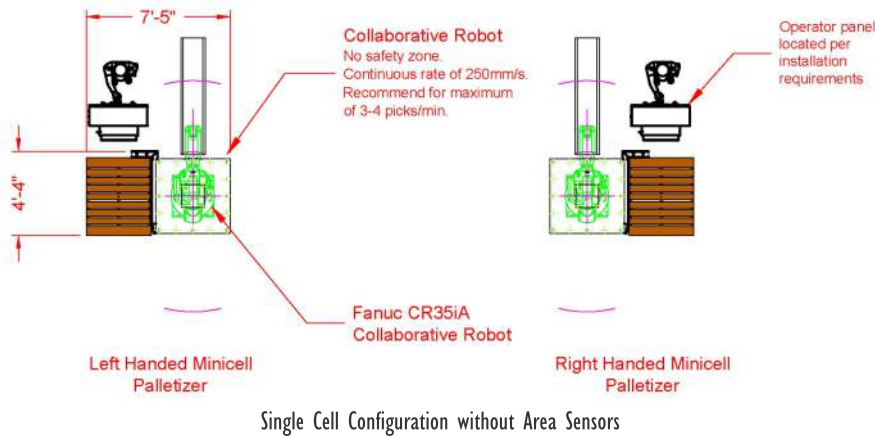 7'-5"
Collaborative Robot
No safety zone.
Continuous rate of 250mm/s.
Recommend for maximum
of 3-4 picks/min.
Operator panel
located per
installation
requirements
4'-4"
Fanuc CR35iA
Collaborative Robot
Left Handed Minicell
Palletizer
Right Handed Minicell
Palletizer
Single Cell Configuration without Area Sensors